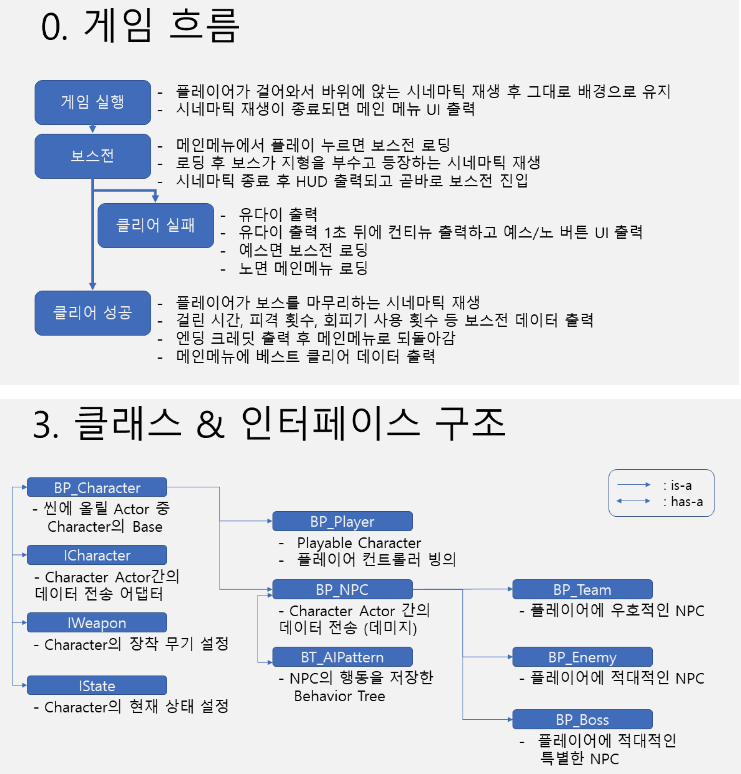 0. 게임 흐름
게임 실행
- 플레이어가 걸어와서 바위에 앉는 시네마틱 재생 후 그대로 배경으로 유지
- 시네마틱 재생이 종료되면 메인 메뉴 UI 출력
보스전
- 메인메뉴에서 플레이 누르면 보스전 로딩
- 로딩 후 보스가 지형을 부수고 등장하는 시네마틱 재생
- 시네마틱 종료 후 HUD 출력되고 곧바로 보스전 진입
클리어 실패
- 유다이 출력
- 유다이 출력 1초 뒤에 컨티뉴 출력하고 예스/노 버튼 UI 출력
- 예스면 보스전 로딩
- 노면 메인메뉴 로딩
클리어 성공
- 플레이어가 보스를 마무리하는 시네마틱 재생
- 걸린 시간, 피격 횟수, 회피기 사용 횟수 등 보스전 데이터 출력
- 엔딩 크레딧 출력 후 메인메뉴로 되돌아감
- 메인메뉴에 베스트 클리어 데이터 출력
3. 클래스 & 인터페이스 구조
: is-a
: has-a
BP_Character
- 씬에 올릴 Actor 중
Character의 Base
ICharacter
- Character Actor간의
데이터 전송 어댑터
IWeapon
- Character의 장착 무기 설정
IState
- Character의 현재 상태 설정
BP_Player
- Playable Character
- 플레이어 컨트롤러 빙의
BP_NPC
- Character Actor 간의
데이터 전송 (데미지)
BT_AIPattern
- NPC의 행동을 저장한
Behavior Tree
BP_Team
- 플레이어에 우호적인 NPC
BP_Enemy
- 플레이어에 적대적인 NPC
BP_Boss
- 플레이어에 적대적인
특별한 NPC